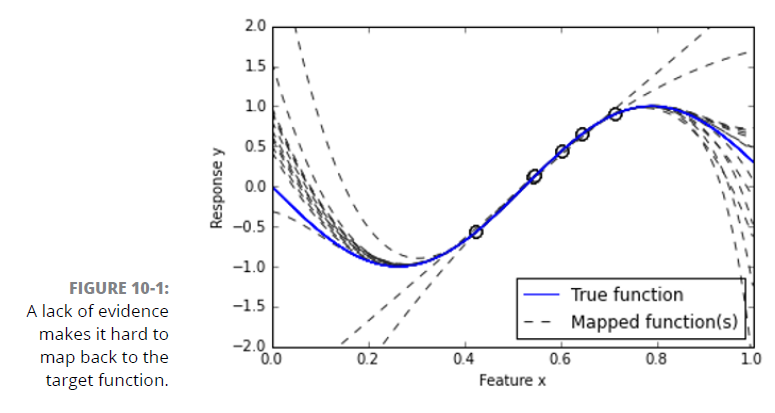 FIGURE 10-1:
A lack of evidence
makes it hard to
map back to the
target function.
2.0
1.5
1.0
0.5
0.0
−0.5
−1.0
−1.5
−2.0
Response y
True function
Mapped function(s)
0.0 0.2 0.4 0.6 0.8 1.0
Feature x